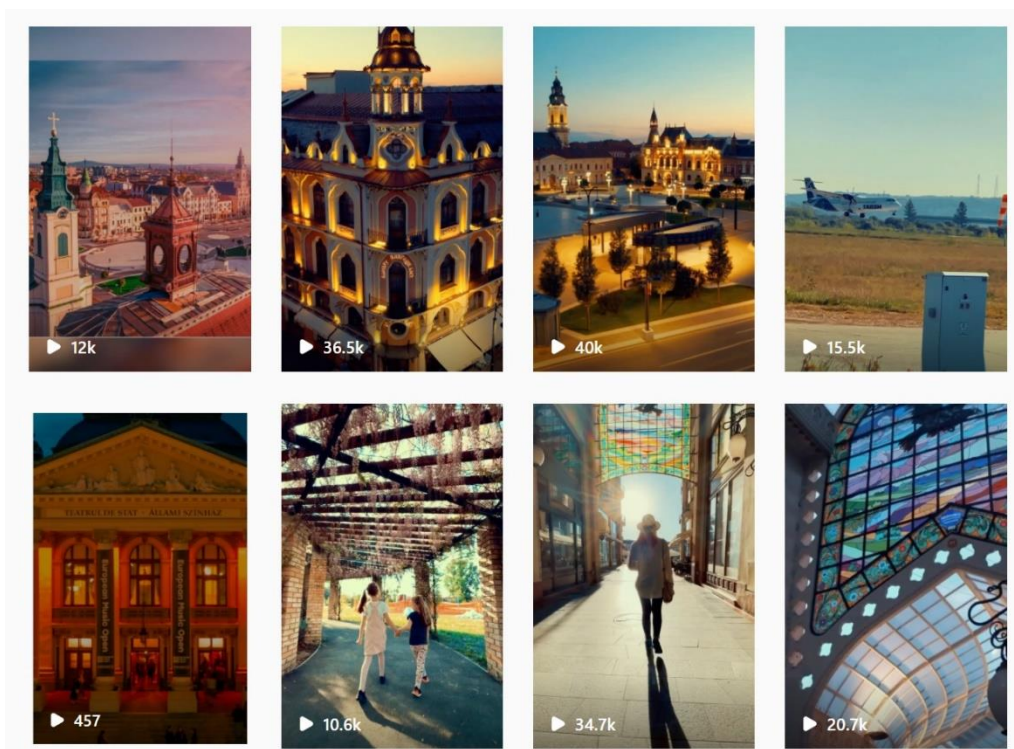 12k
36.5k
40k
15.5k
TEATRUL DE STAT · ÁLLAMI SZÍNHÁZ
European Music Open
European Music Open
457
10.6k
34.7k
20.7k